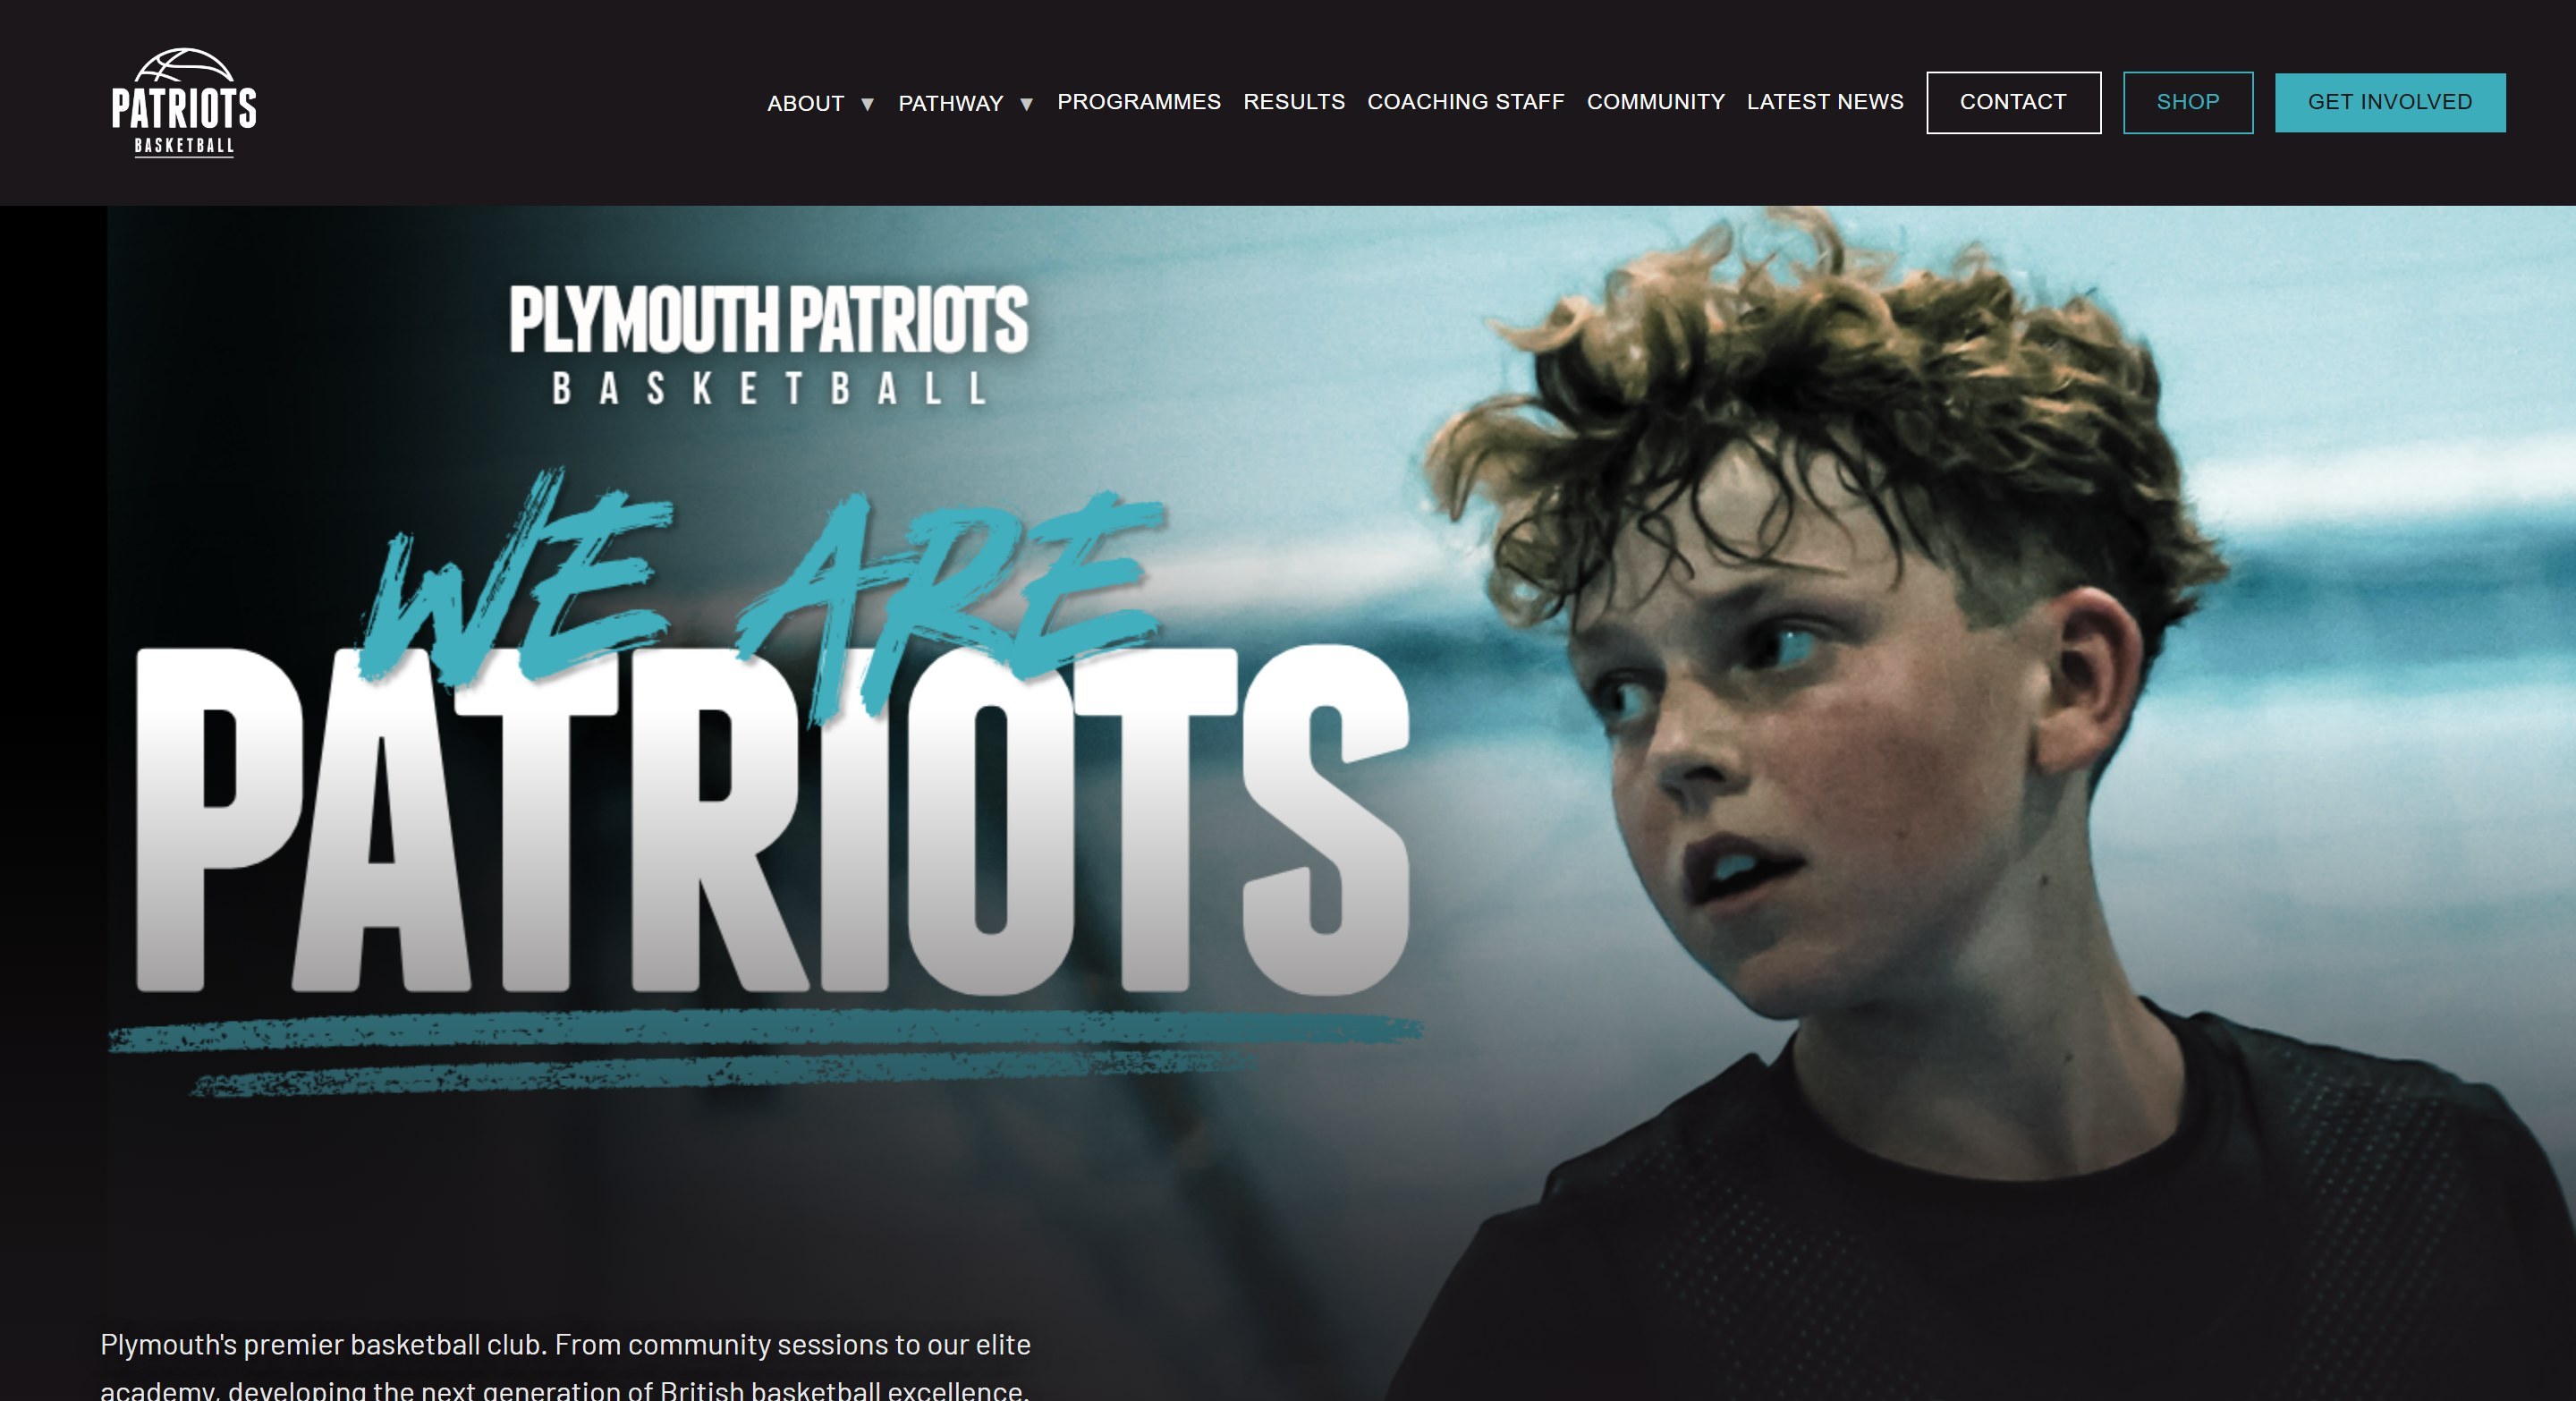 PATRIOTS
BASKETBALL
ABOUT ▼ PATHWAY ▼ PROGRAMMES RESULTS COACHING STAFF COMMUNITY LATEST NEWS CONTACT SHOP GET INVOLVED
PLYMOUTH PATRIOTS
BASKETBALL
WE ARE
PATRIOTS
Plymouth's premier basketball club. From community sessions to our elite
academy, developing the next generation of British basketball excellence.